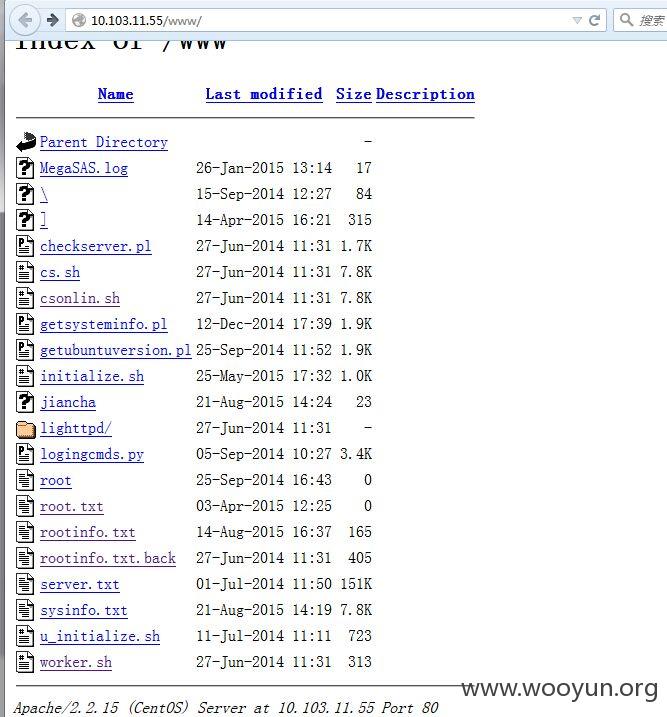 10.103.11.55/www/
搜索
Index of /www
Name Last modified Size Description
Parent Directory -
MegaSAS.log 26-Jan-2015 13:14 17
\ 15-Sep-2014 12:27 84
] 14-Apr-2015 16:21 315
checkserver.pl 27-Jun-2014 11:31 1.7K
cs.sh 27-Jun-2014 11:31 7.8K
csonlin.sh 27-Jun-2014 11:31 7.8K
getsysteminfo.pl 12-Dec-2014 17:39 1.9K
getubuntuversion.pl 25-Sep-2014 11:52 1.9K
initialize.sh 25-May-2015 17:32 1.0K
jiancha 21-Aug-2015 14:24 23
lighttpd/ 27-Jun-2014 11:31 -
logingcmds.py 05-Sep-2014 10:27 3.4K
root 25-Sep-2014 16:43 0
root.txt 03-Apr-2015 12:25 0
rootinfo.txt 14-Aug-2015 16:37 165
rootinfo.txt.back 27-Jun-2014 11:31 405
server.txt 01-Jul-2014 11:50 151K
sysinfo.txt 21-Aug-2015 14:19 7.8K
u_initialize.sh 11-Jul-2014 11:11 723
worker.sh 27-Jun-2014 11:31 313
www.wooyun.org
Apache/2.2.15 (CentOS) Server at 10.103.11.55 Port 80